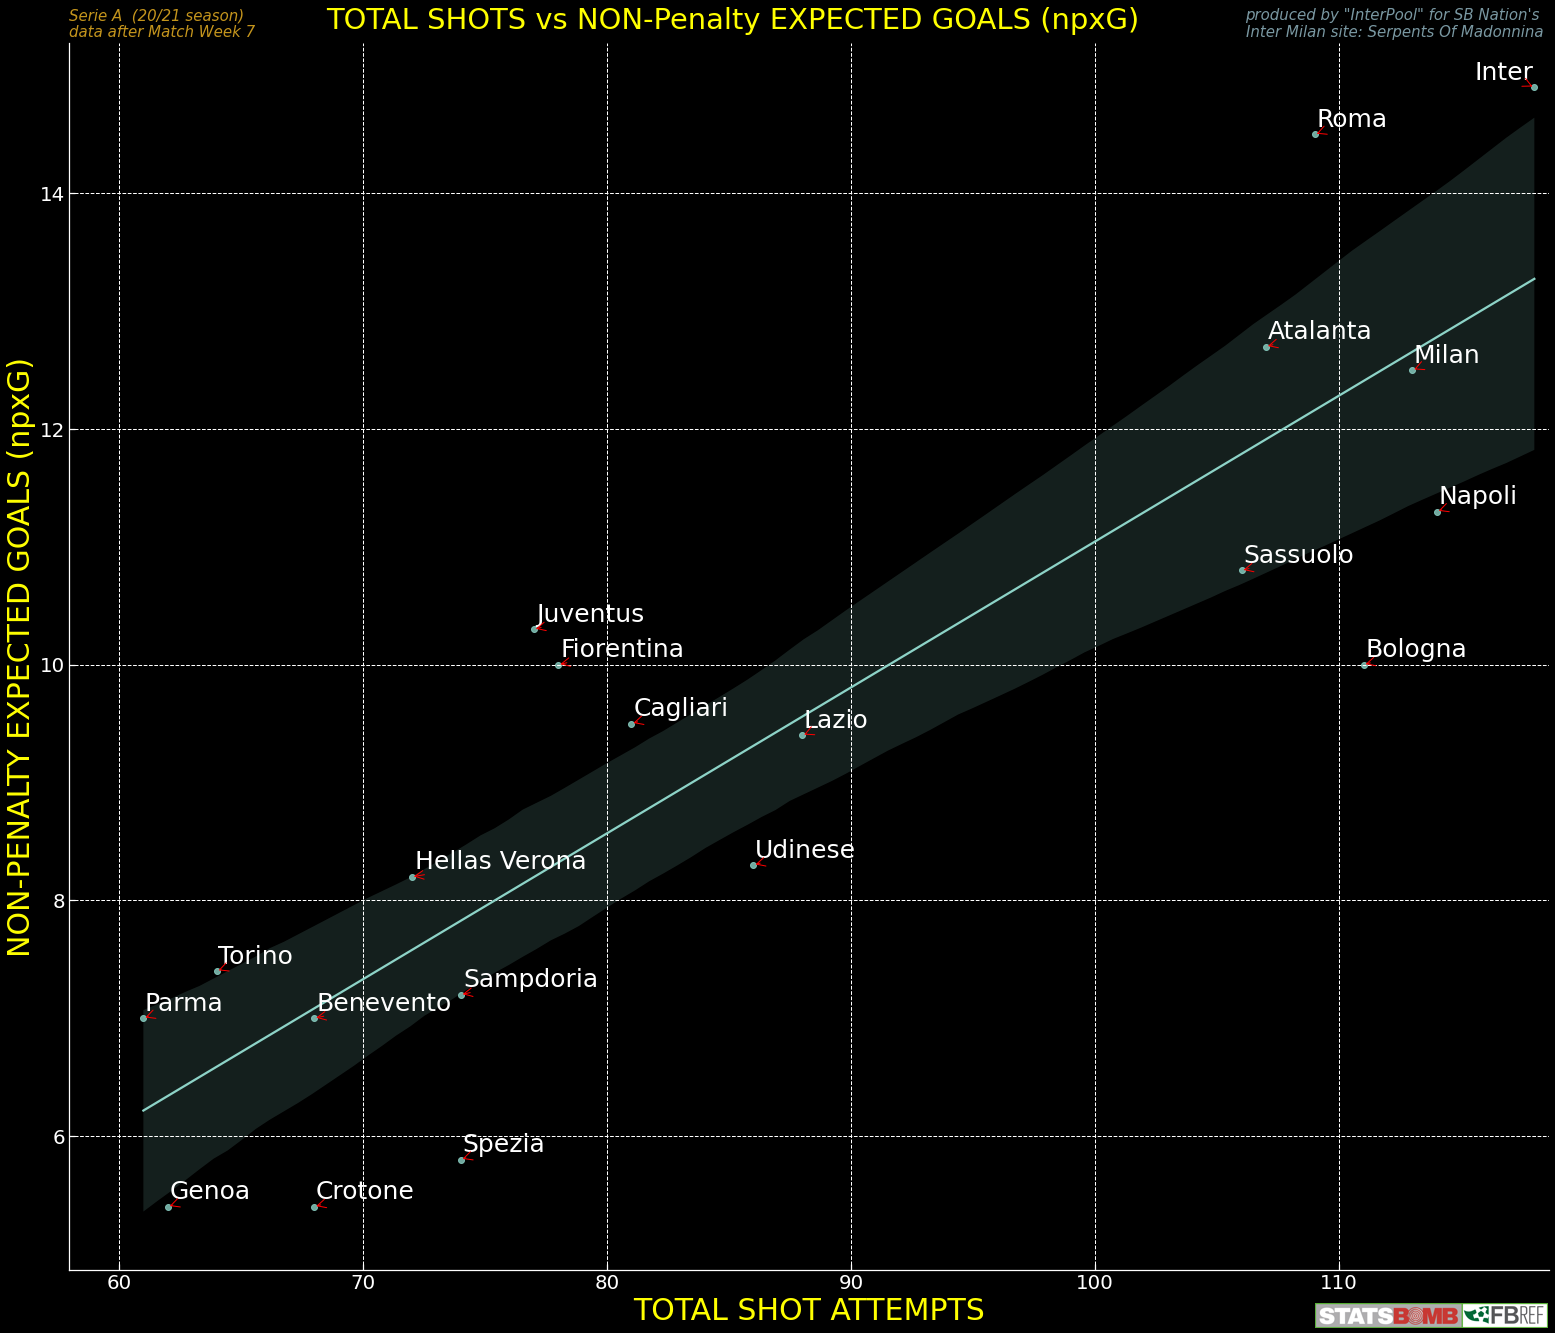 Serie A (20/21 season)
data after Match Week 7
TOTAL SHOTS vs NON-Penalty EXPECTED GOALS (npxG)
produced by "InterPool" for SB Nation's
Inter Milan site: Serpents Of Madonnina
Inter
Roma
14
Atalanta
Milan
12
Napoli
Sassuolo
Juventus
Fiorentina
Bologna
10
Cagliari
Lazio
Udinese
Hellas Verona
8
Torino
Sampdoria
Parma
Benevento
Spezia
6
Genoa
Crotone
NON-PENALTY EXPECTED GOALS (npxG)
60 70 80 90 100 110
TOTAL SHOT ATTEMPTS
STATSBOMB FBREF